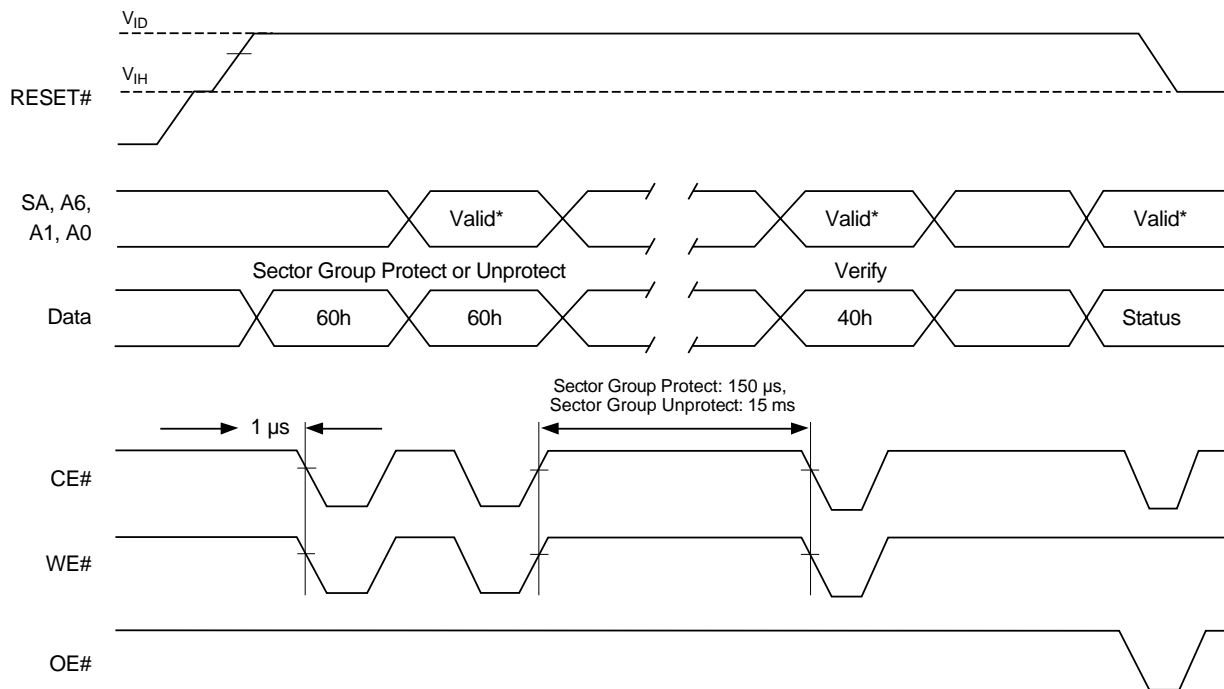 VID
VIH
RESET#
SA, A6,
A1, A0
Valid*
Valid*
Valid*
Sector Group Protect or Unprotect
Verify
Data
60h
60h
40h
Status
Sector Group Protect: 150 µs,
Sector Group Unprotect: 15 ms
1 µs
CE#
WE#
OE#